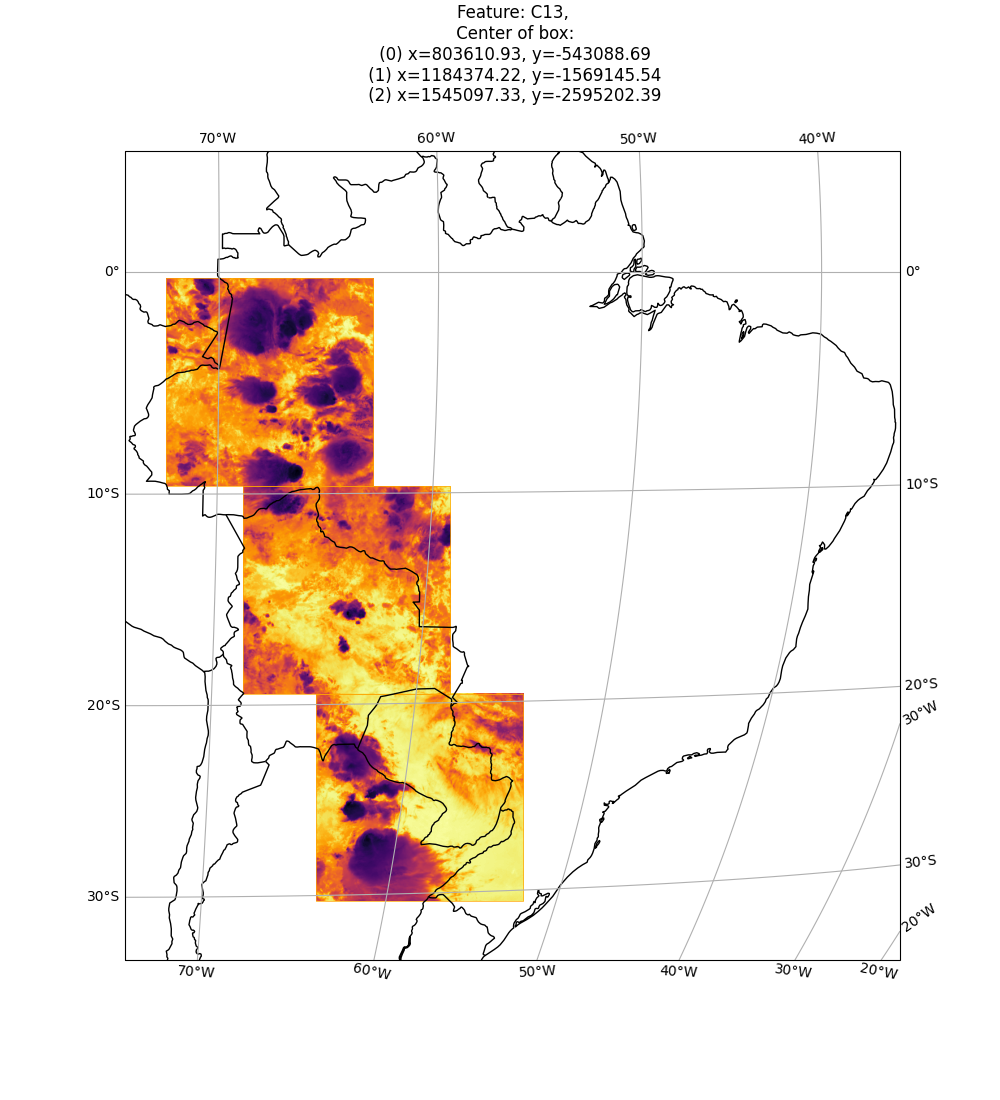 Feature: C13,
Center of box:
(0) x=803610.93, y=-543088.69
(1) x=1184374.22, y=-1569145.54
(2) x=1545097.33, y=-2595202.39
70°W 60°W 50°W 40°W
0° 0°
10°S 10°S
20°S 20°S
30°W
30°S 30°S
20°W
70°W 60°W 50°W 40°W 30°W 20°W